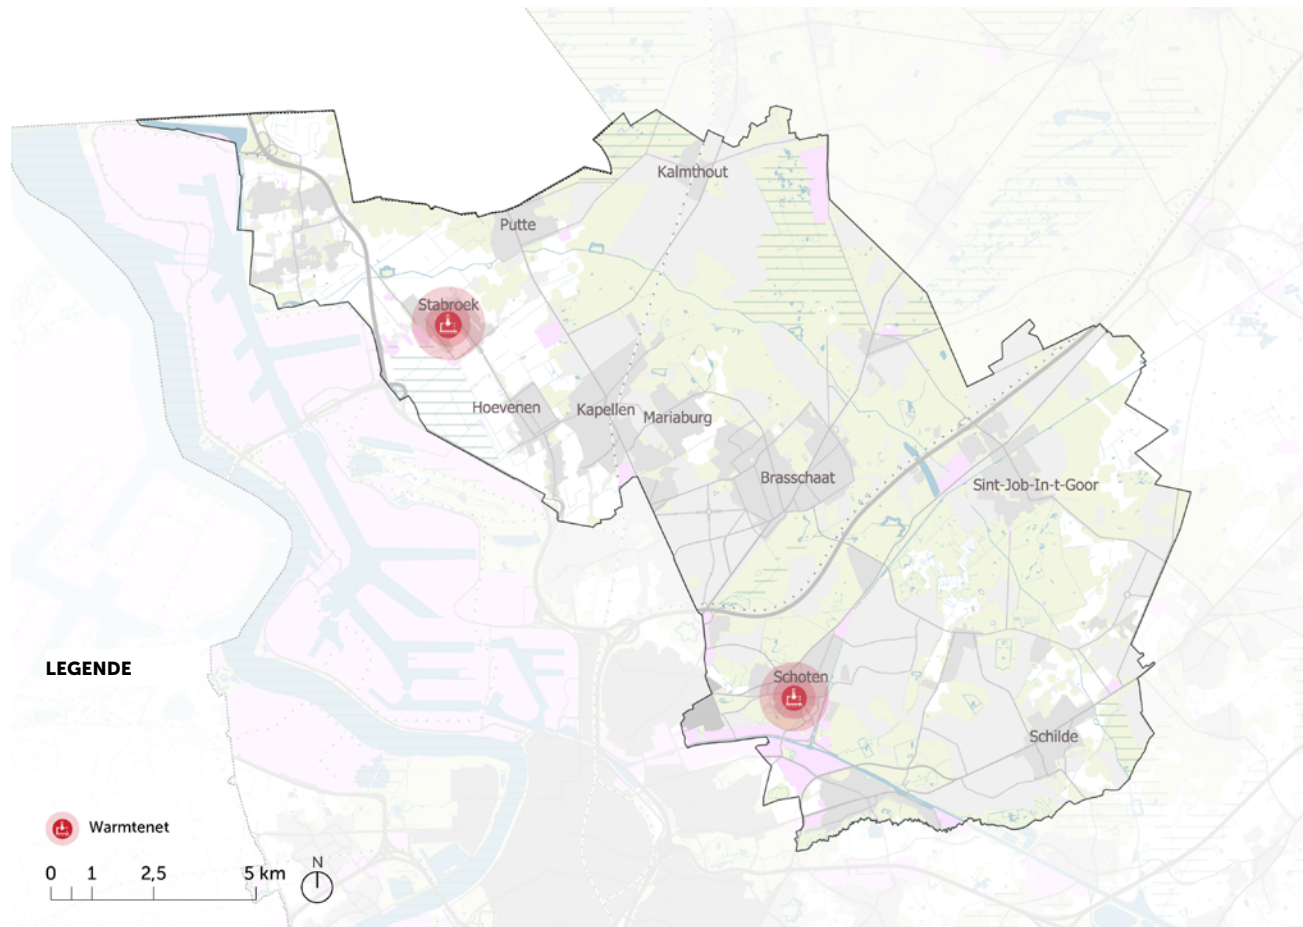 Kalmthout
Putte
Stabroek
Hoevenen
Kapellen
Mariaburg
Brasschaat
Sint-Job-In-t-Goor
LEGENDE
Schoten
Schilde
Warmtenet
0 1 2,5 5 km
N